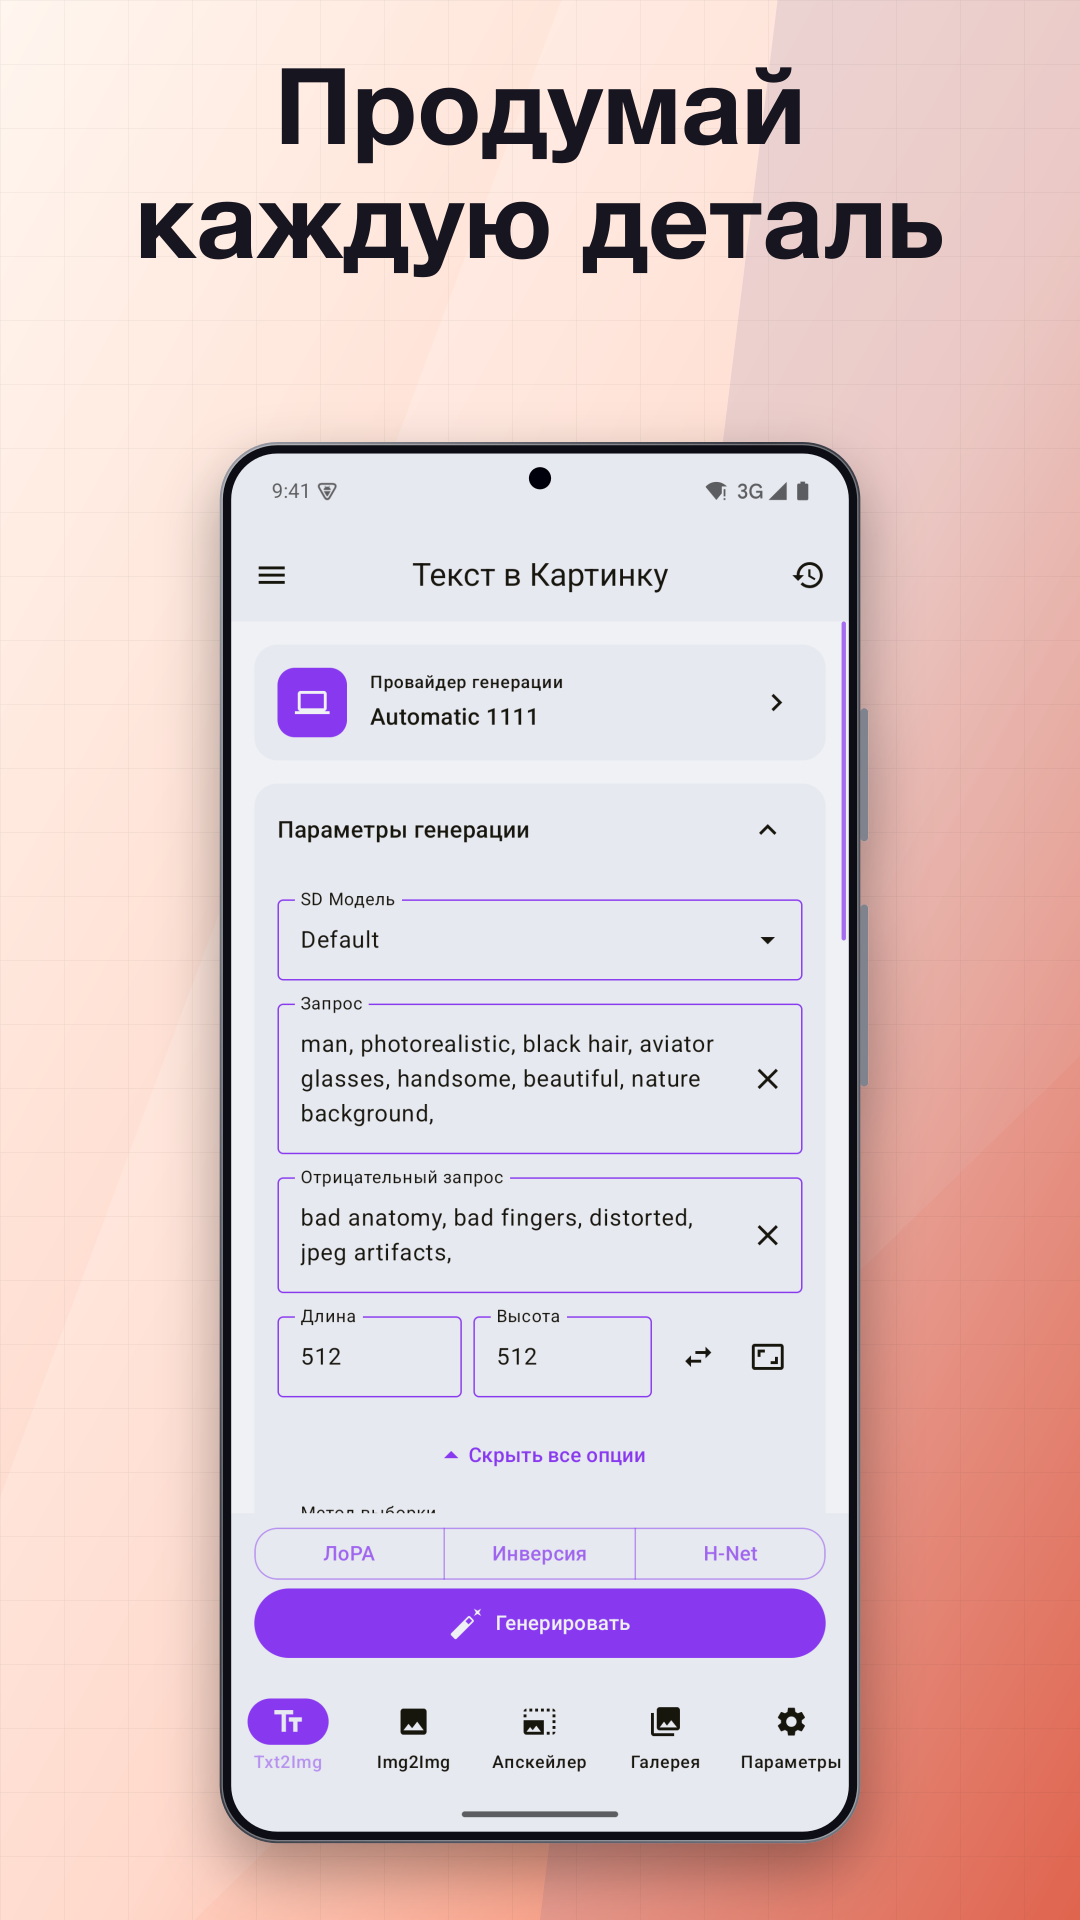 Продумай
каждую деталь
9:41
3G
Текст в Картинку
Провайдер генерации
Automatic 1111
Параметры генерации
SD Модель
Default
Запрос
man, photorealistic, black hair, aviator
glasses, handsome, beautiful, nature
background,
Отрицательный запрос
bad anatomy, bad fingers, distorted,
jpeg artifacts,
Длина
Высота
512
512
Скрыть все опции
Метод выборки
ЛоРА
Инверсия
H-Net
Генерировать
Txt2Img
Img2Img
Апскейлер
Галерея
Параметры